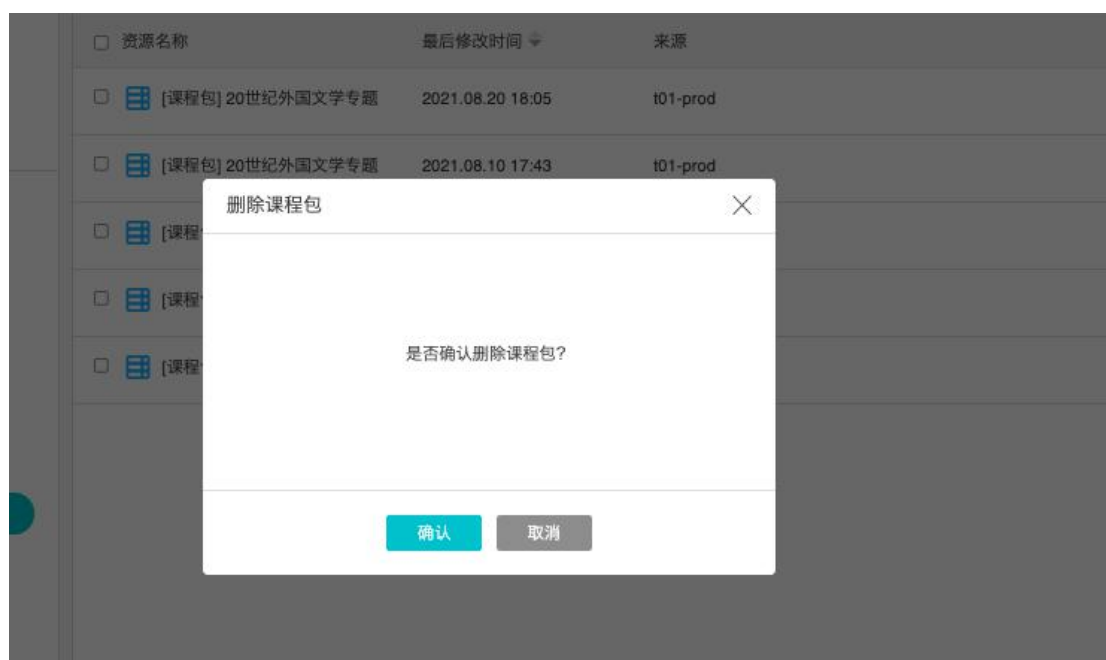 资源名称 最后修改时间 来源
[课程包] 20世纪外国文学专题 2021.08.20 18:05 t01-prod
[课程包] 20世纪外国文学专题 2021.08.10 17:43 t01-prod
删除课程包
[课程
[课程
[课程
是否确认删除课程包?
确认 取消